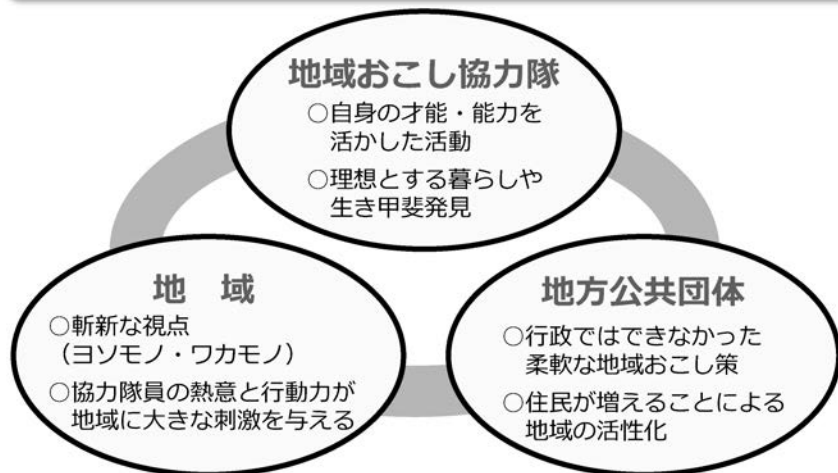 地域おこし協力隊
○自身の才能・能力を
活かした活動
○理想とする暮らしや
生き甲斐発見
地　域
○斬新な視点
（ヨソモノ・ワカモノ）
○協力隊員の熱意と行動力が
地域に大きな刺激を与える
地方公共団体
○行政ではできなかった
柔軟な地域おこし策
○住民が増えることによる
地域の活性化